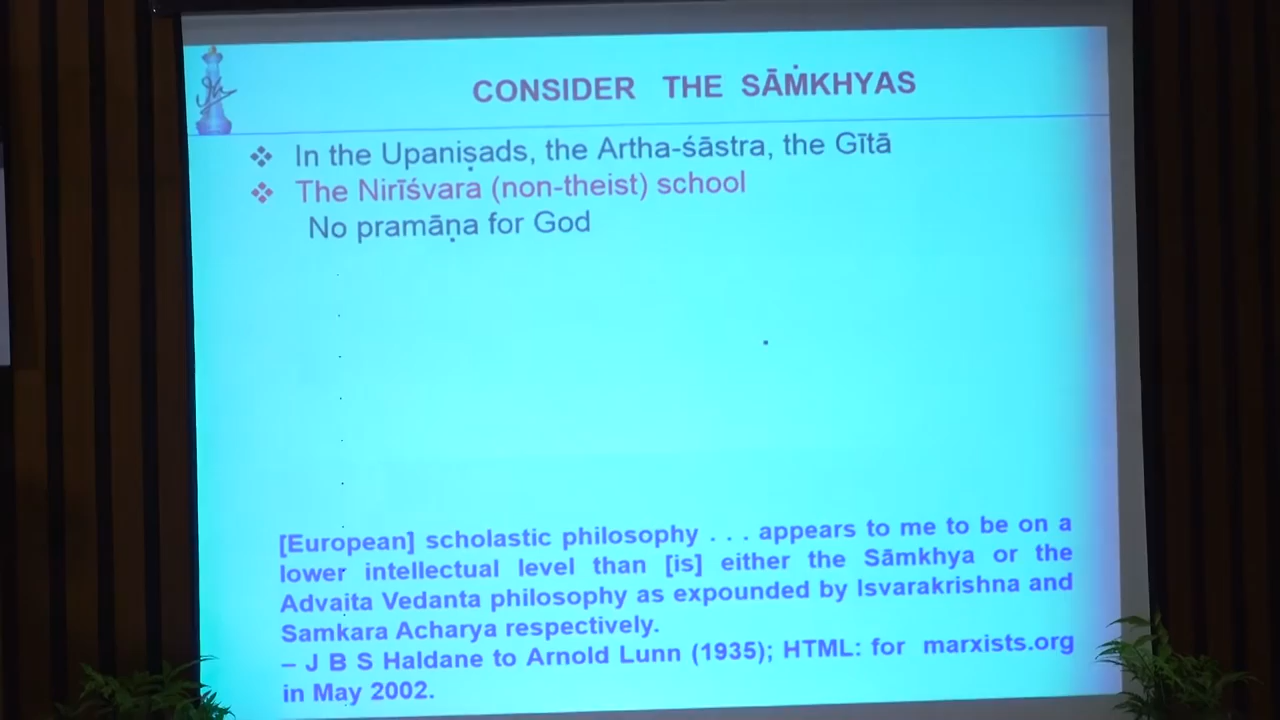 CONSIDER THE SĀṀKHYAS
❖ In the Upaniṣads, the Artha-śāstra, the Gītā
❖ The Nirīśvara (non-theist) school
No pramāṇa for God
[European] scholastic philosophy . . . appears to me to be on a
lower intellectual level than [is] either the Sāmkhya or the
Advaita Vedanta philosophy as expounded by Isvarakrishna and
Samkara Acharya respectively.
– J B S Haldane to Arnold Lunn (1935); HTML: for marxists.org
in May 2002.